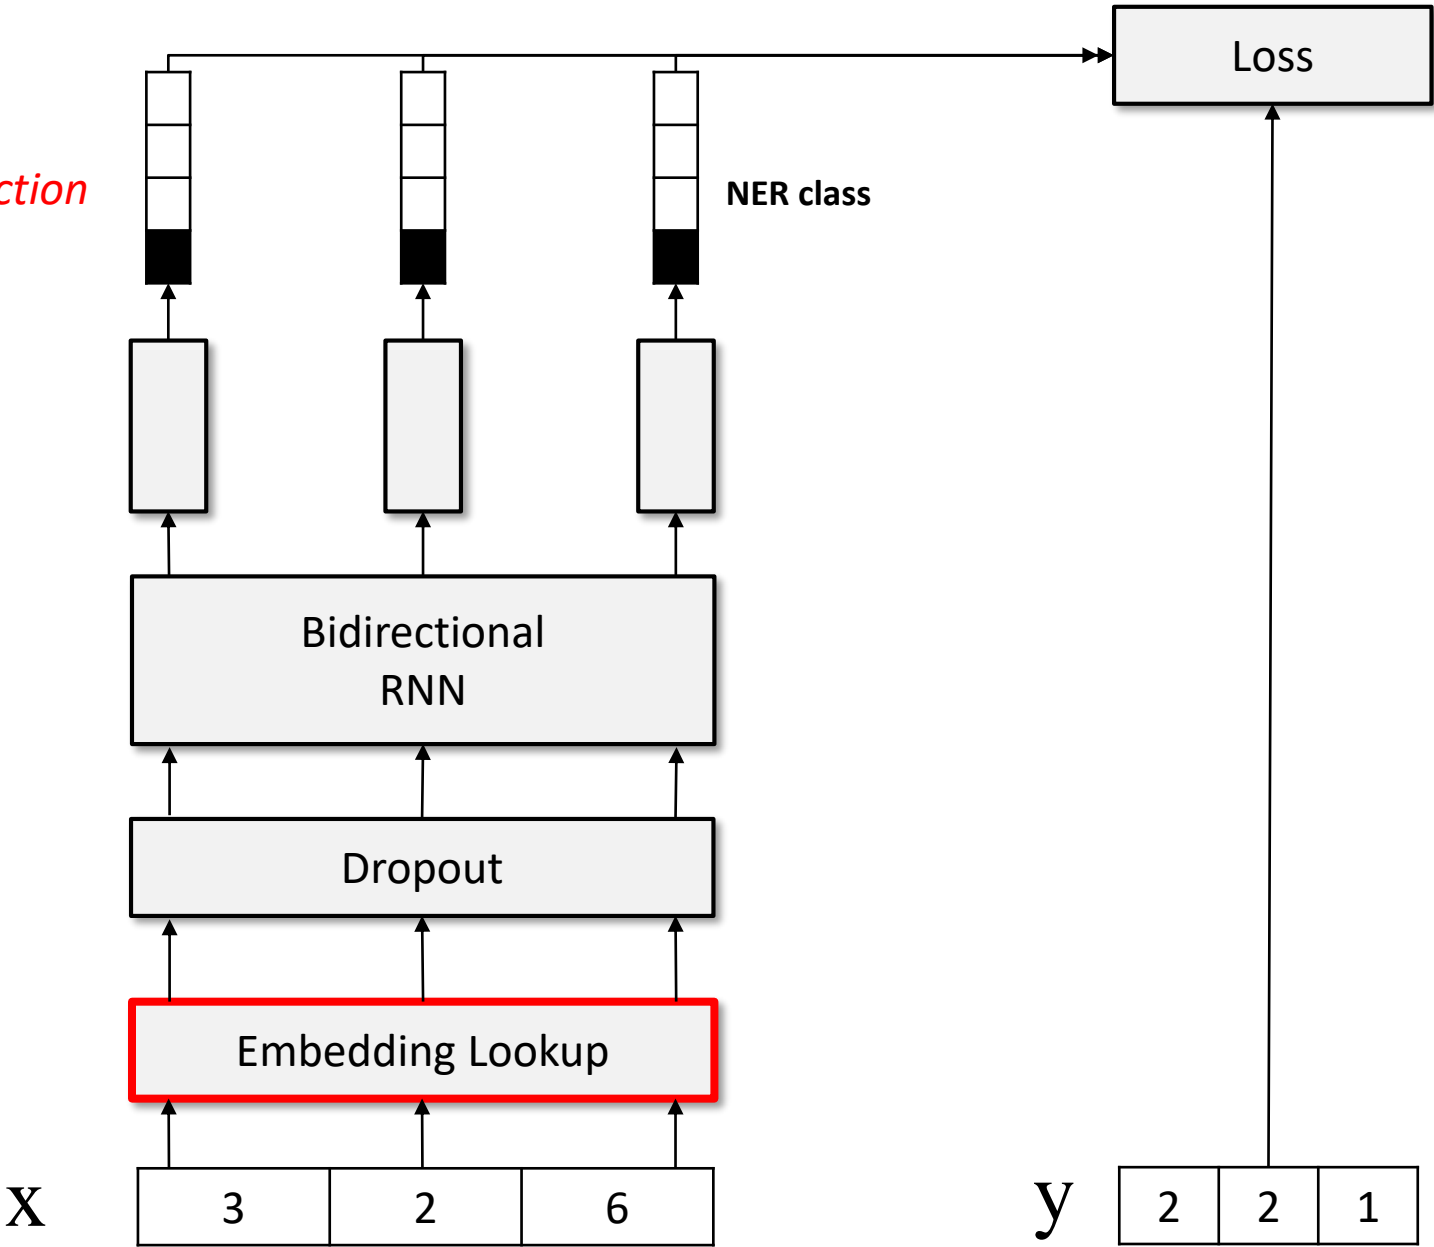 Loss
ction
NER class
Bidirectional
RNN
Dropout
Embedding Lookup
x 3 2 6
y 2 2 1